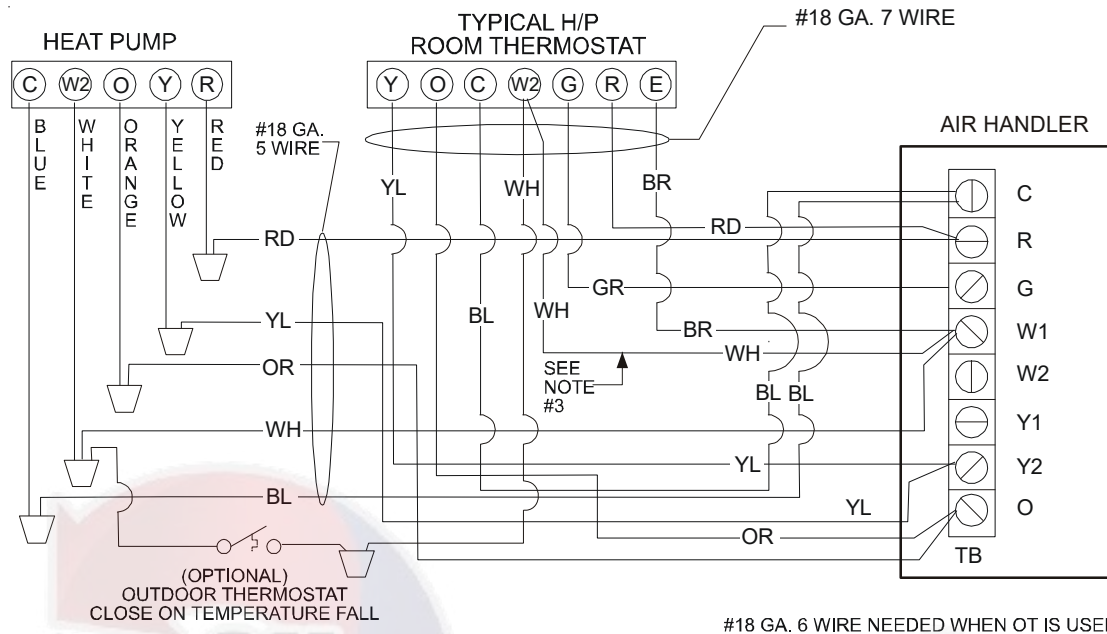 HEAT PUMP
C W2 O Y R
BLUE
WHITE
ORANGE
YELLOW
RED
#18 GA.
5 WIRE
TYPICAL H/P
ROOM THERMOSTAT
Y O C W2 G R E
#18 GA. 7 WIRE
AIR HANDLER
C
R
G
W1
W2
Y1
Y2
O
TB
YL
WH
BR
RD
RD
GR
YL
BL
WH
BR
WH
OR
SEE
NOTE
#3
BL BL
WH
YL
BL
YL
OR
(OPTIONAL)
OUTDOOR THERMOSTAT
CLOSE ON TEMPERATURE FALL
#18 GA. 6 WIRE NEEDED WHEN OT IS USE